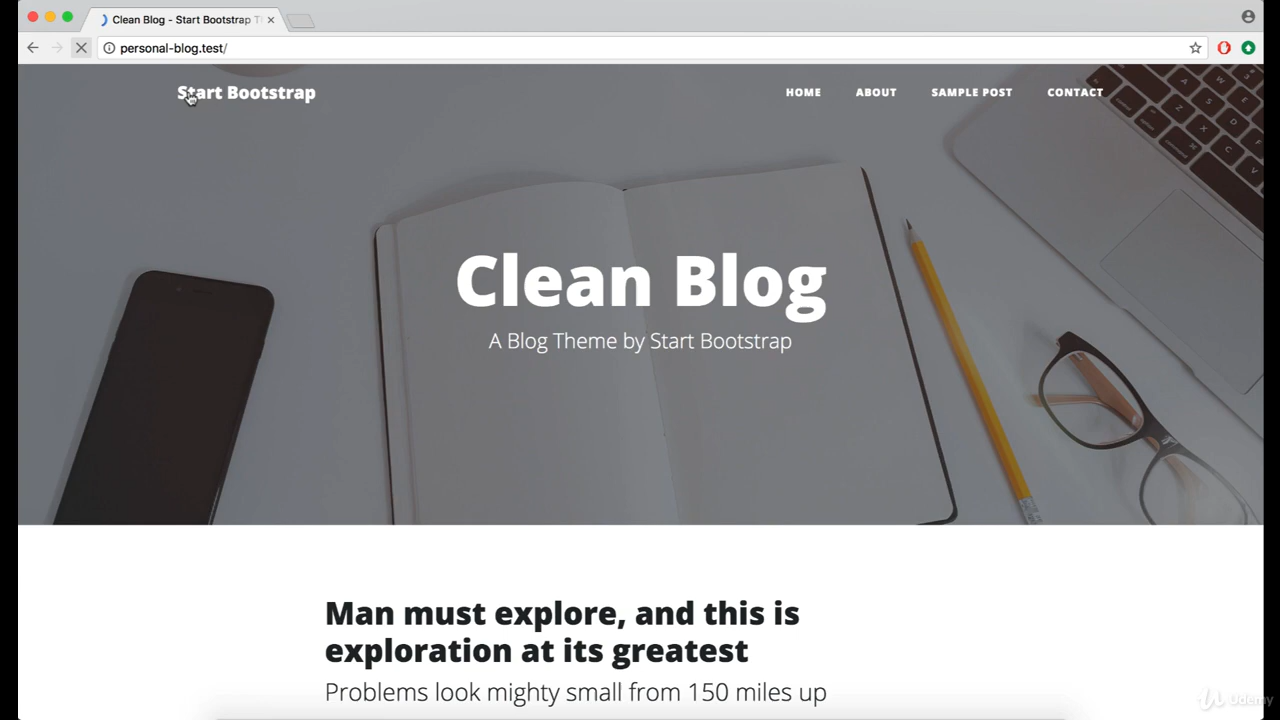 Clean Blog - Start Bootstrap T
personal-blog.test/
Start Bootstrap
HOME ABOUT SAMPLE POST CONTACT
Clean Blog
A Blog Theme by Start Bootstrap
Man must explore, and this is
exploration at its greatest
Problems look mighty small from 150 miles up
Udemy